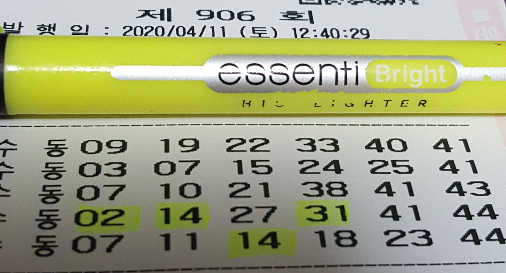 제 906 회
발 행 일 : 2020/04/11 (토) 12:40:29
essenti Bright
LIGHTER
수 동 09 19 22 33 40 41
동 03 07 15 24 25 41
동 07 10 21 38 41 43
동 02 14 27 31 41 44
동 07 11 14 18 23 44